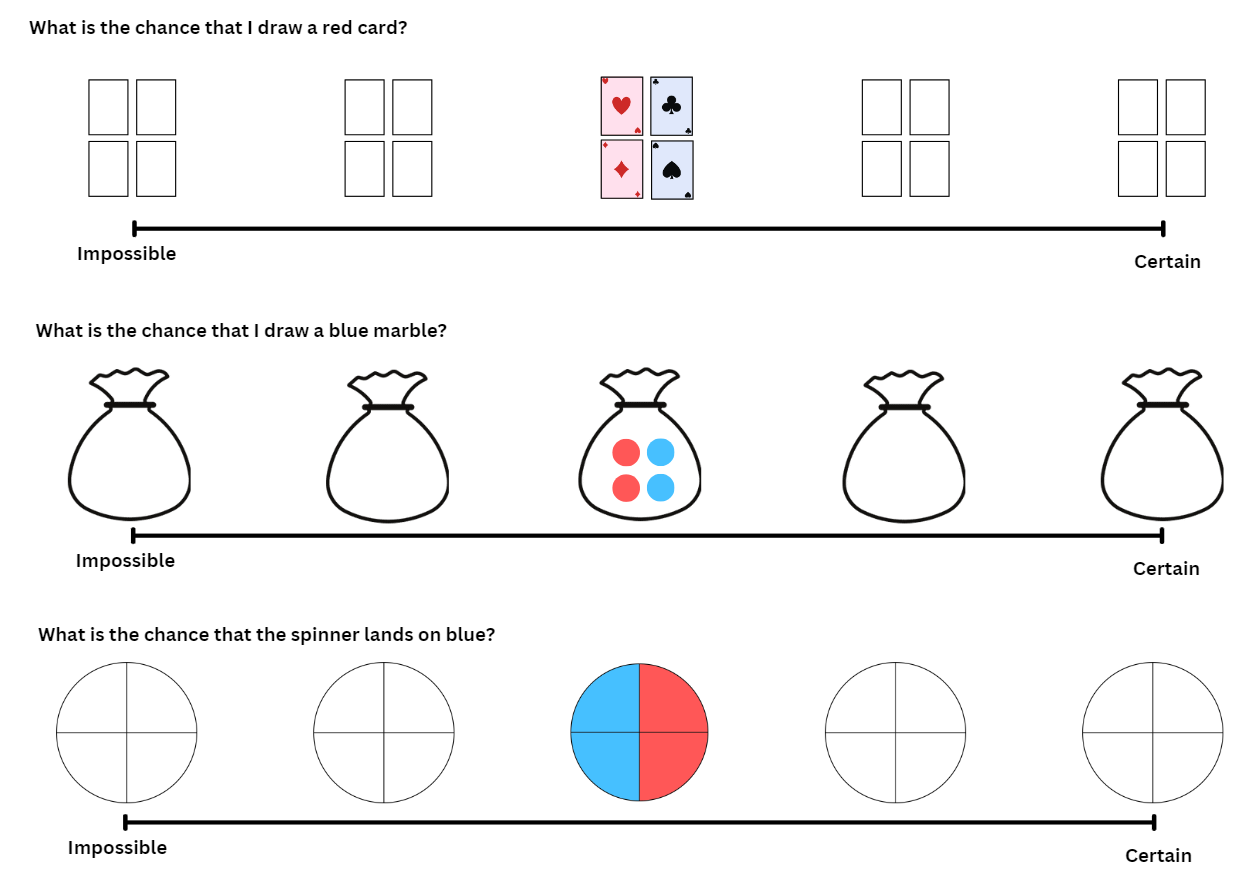 What is the chance that I draw a red card?
Impossible
Certain
What is the chance that I draw a blue marble?
Impossible
Certain
What is the chance that the spinner lands on blue?
Impossible
Certain